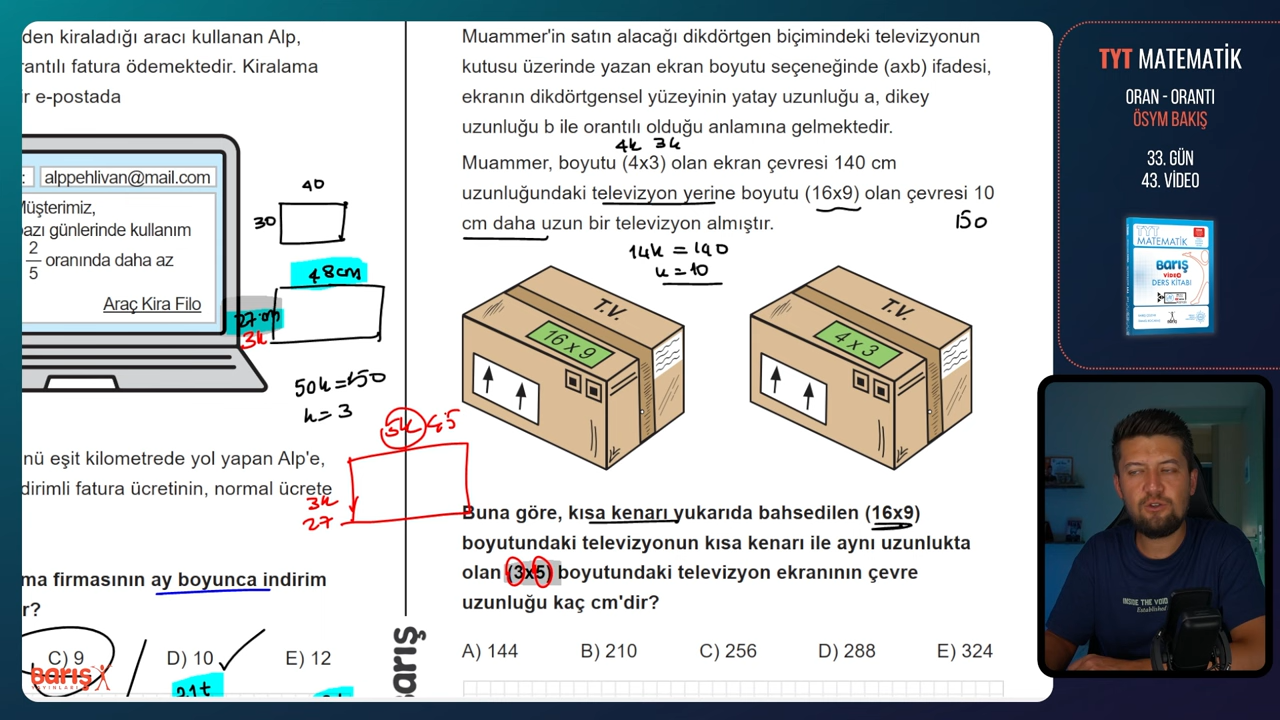 den kiraladığı aracı kullanan Alp,
rantılı fatura ödemektedir. Kiralama
ir e-postada
: alppehlivan@mail.com
Müşterimiz,
azı günlerinde kullanım
2/5 oranında daha az
Araç Kira Filo
40
30
48cm
27cm
3k
50k=150
k=3
5k 45
3k
27
nü eşit kilometrede yol yapan Alp'e,
dirimli fatura ücretinin, normal ücrete
ma firmasının ay boyunca indirim
r?
C) 9
D) 10
E) 12
BARIŞ
YAYINLARI
Barış
Muammer'in satın alacağı dikdörtgen biçimindeki televizyonun
kutusu üzerinde yazan ekran boyutu seçeneğinde (axb) ifadesi,
ekranın dikdörtgensel yüzeyinin yatay uzunluğu a, dikey
uzunluğu b ile orantılı olduğu anlamına gelmektedir.
4k 3k
Muammer, boyutu (4x3) olan ekran çevresi 140 cm
uzunluğundaki televizyon yerine boyutu (16x9) olan çevresi 10
cm daha uzun bir televizyon almıştır.
150
14k = 140
k=10
T.V.
16 x 9
T.V.
4 x 3
Buna göre, kısa kenarı yukarıda bahsedilen (16x9)
boyutundaki televizyonun kısa kenarı ile aynı uzunlukta
olan (3x5) boyutundaki televizyon ekranının çevre
uzunluğu kaç cm'dir?
A) 144 B) 210 C) 256 D) 288 E) 324
TYT MATEMATİK
ORAN - ORANTI
ÖSYM BAKIŞ
33. GÜN
43. VİDEO
TYT
MATEMATİK
BARIŞ
VİDEO
DERS KİTABI
INSIDE THE VOID
Established